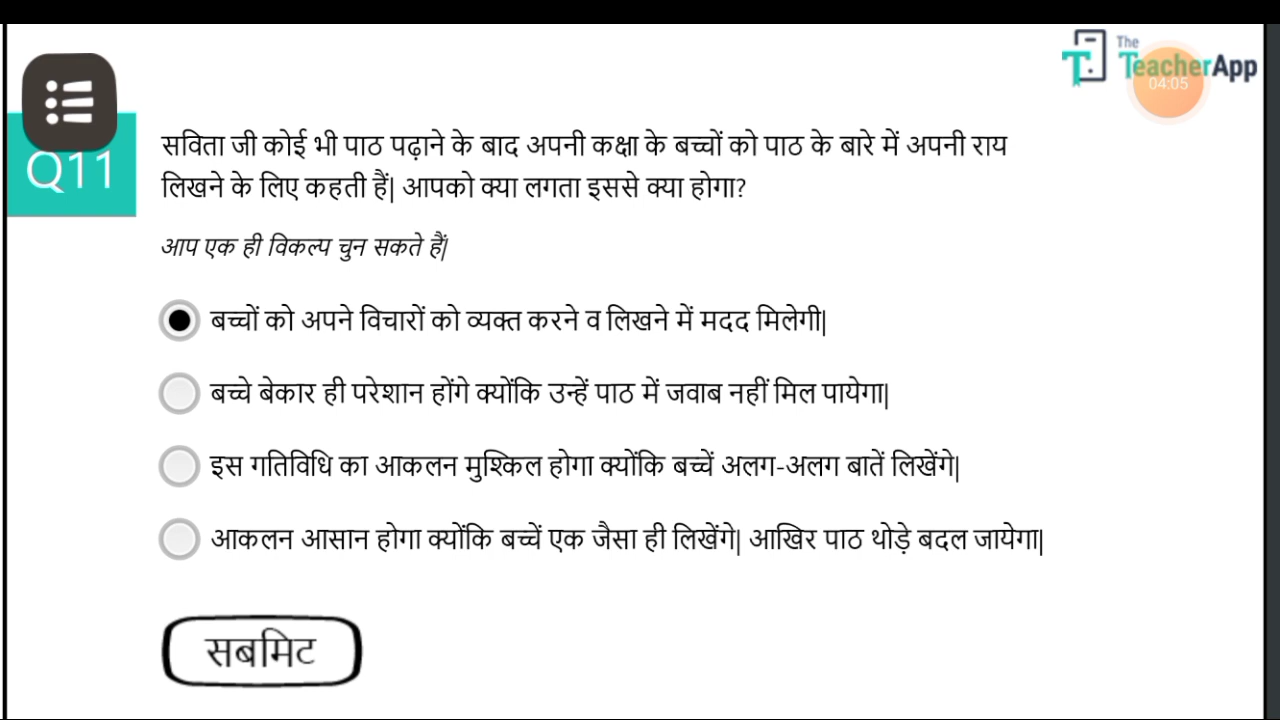 The
TeacherApp
04:05
Q11
सविता जी कोई भी पाठ पढ़ाने के बाद अपनी कक्षा के बच्चों को पाठ के बारे में अपनी राय
लिखने के लिए कहती हैं| आपको क्या लगता इससे क्या होगा?
आप एक ही विकल्प चुन सकते हैं|
बच्चों को अपने विचारों को व्यक्त करने व लिखने में मदद मिलेगी|
बच्चे बेकार ही परेशान होंगे क्योंकि उन्हें पाठ में जवाब नहीं मिल पायेगा|
इस गतिविधि का आकलन मुश्किल होगा क्योंकि बच्चें अलग-अलग बातें लिखेंगे|
आकलन आसान होगा क्योंकि बच्चें एक जैसा ही लिखेंगे| आखिर पाठ थोड़े बदल जायेगा|
सबमिट